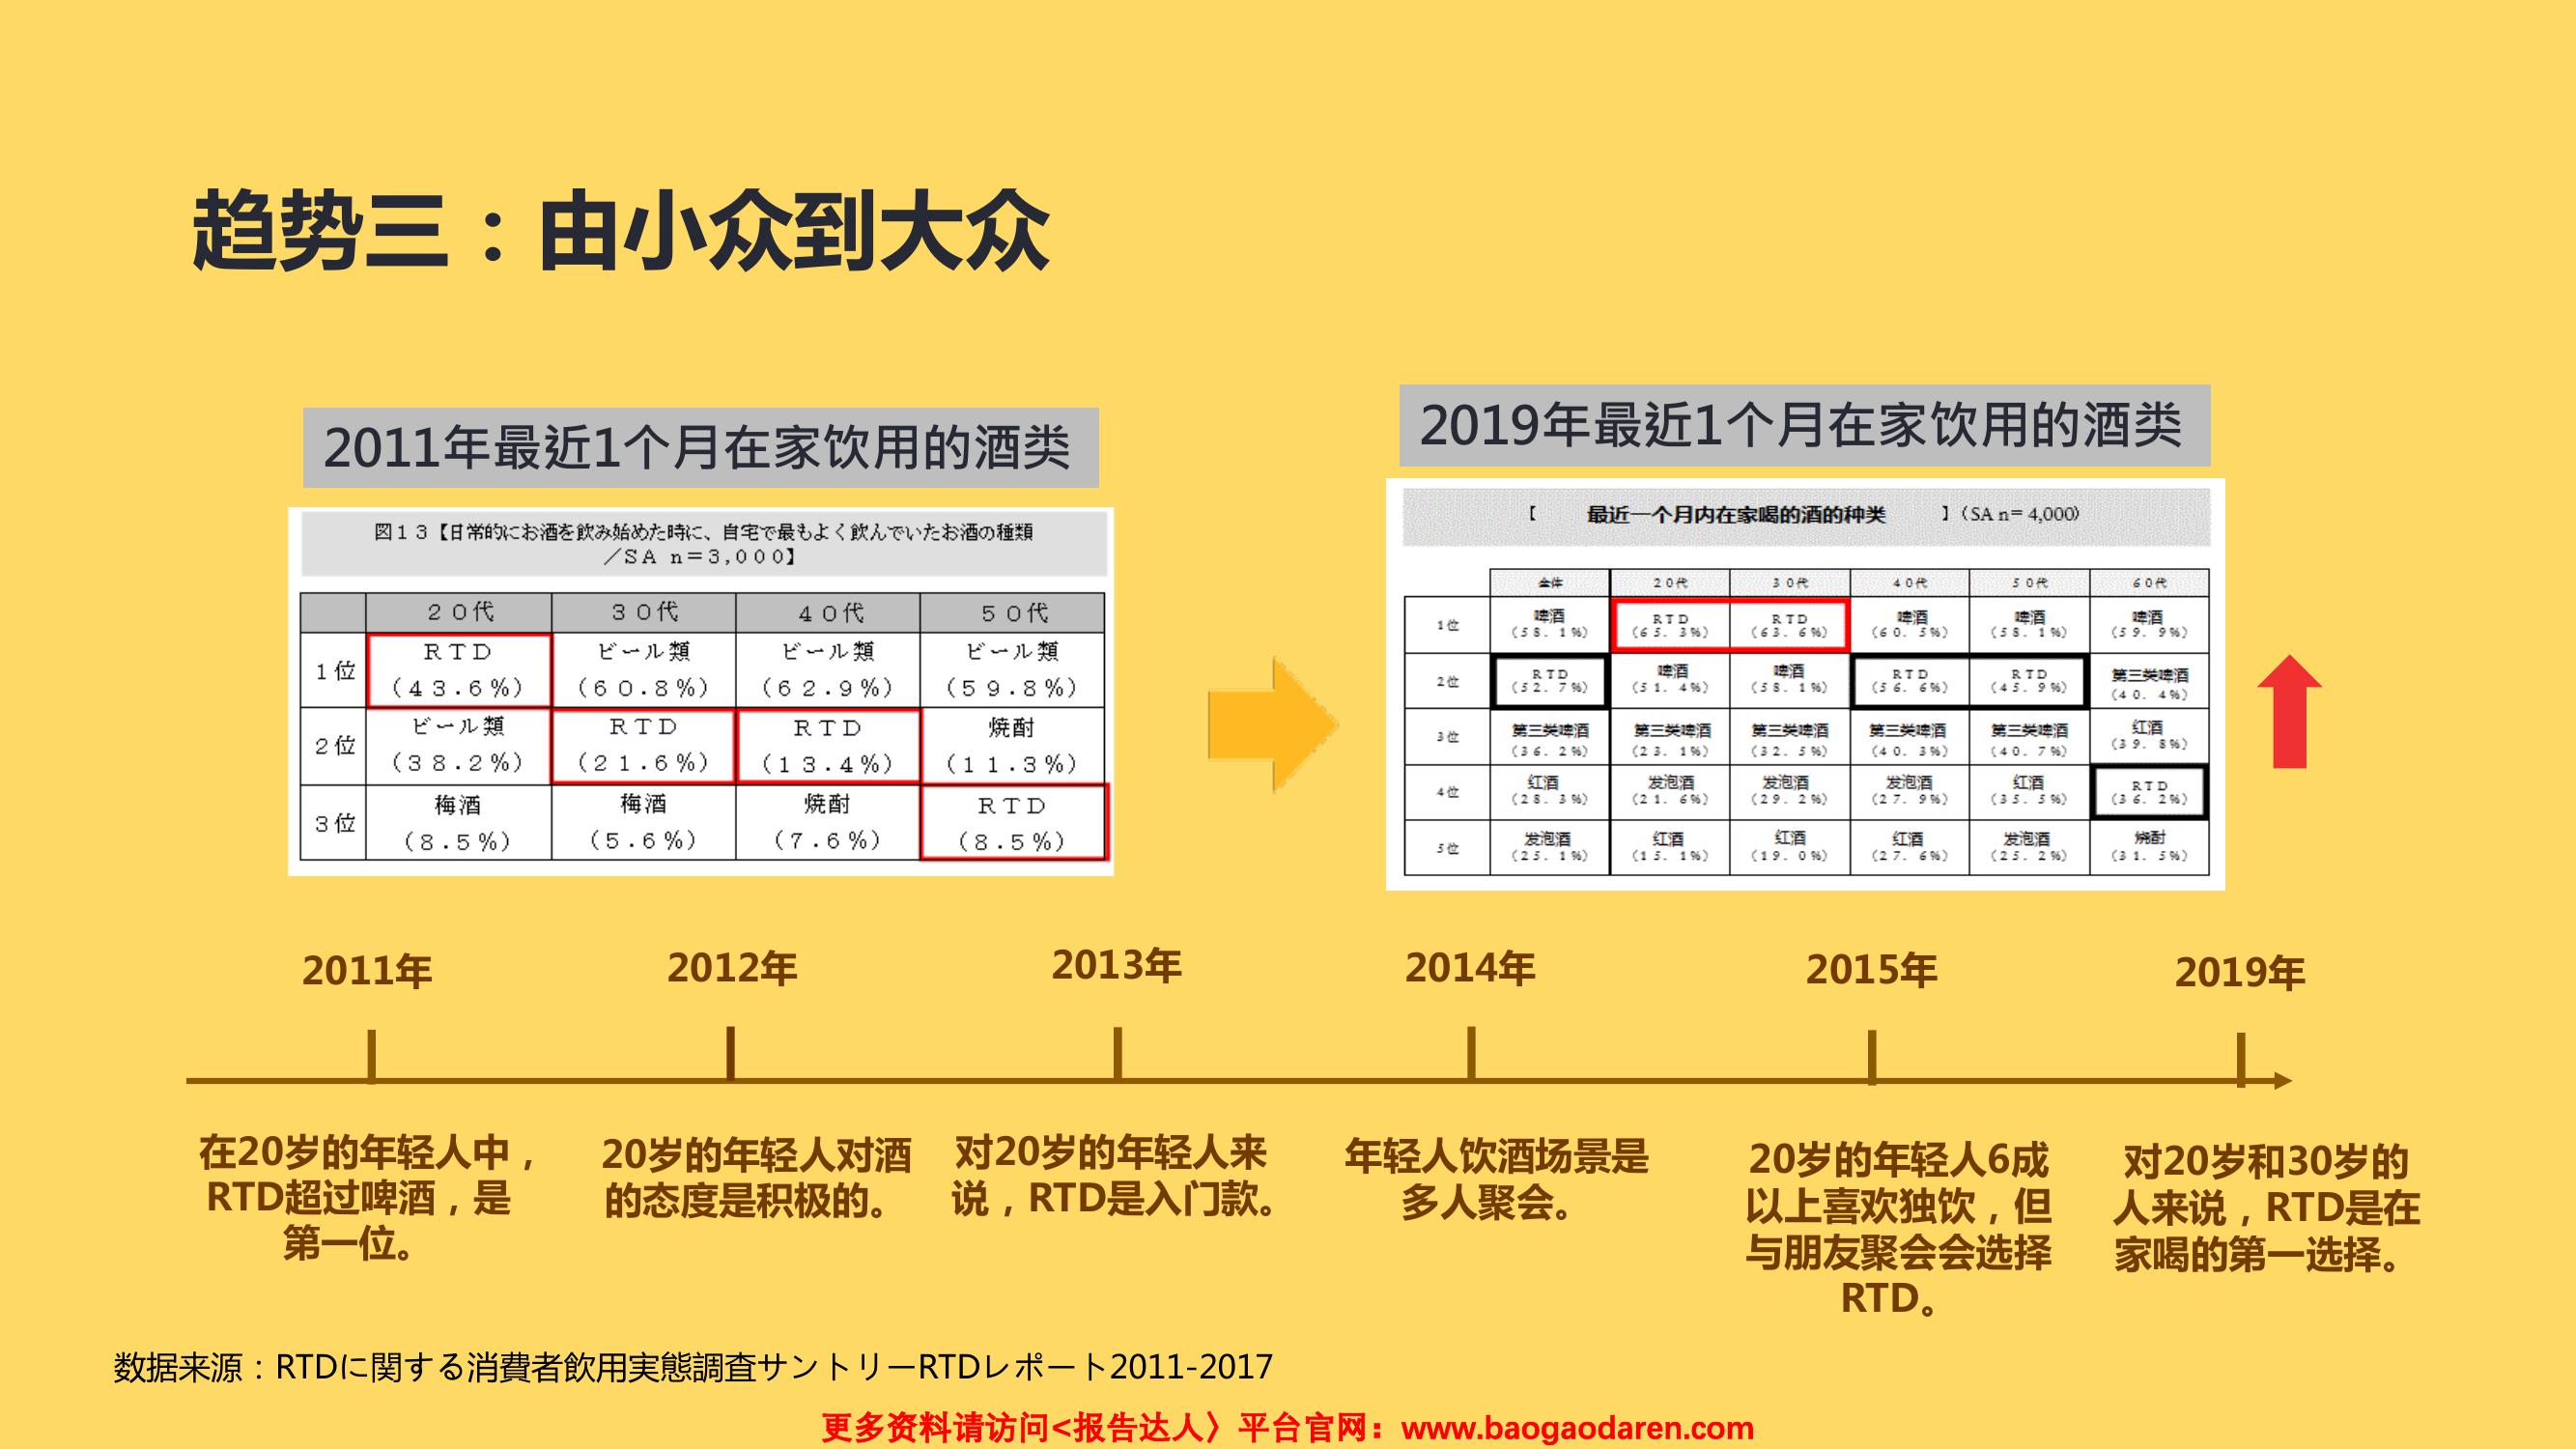 趋势三：由小众到大众
2011年最近1个月在家饮用的酒类
図13【日常的にお酒を飲み始めた時に、自宅で最もよく飲んでいたお酒の種類
／SA n＝3,000】
20代 30代 40代 50代
1位 RTD ビール類 ビール類 ビール類
(43.6%) (60.8%) (62.9%) (59.8%)
2位 ビール類 RTD RTD 焼酎
(38.2%) (21.6%) (13.4%) (11.3%)
3位 梅酒 梅酒 焼酎 RTD
(8.5%) (5.6%) (7.6%) (8.5%)
2019年最近1个月在家饮用的酒类
【 最近一个月内在家喝的酒的种类 】（SA n= 4,000）
全体 20代 30代 40代 50代 60代
1位 啤酒 RTD RTD 啤酒 啤酒 啤酒
(58.1%) (65.3%) (63.6%) (60.5%) (58.1%) (59.9%)
2位 RTD 啤酒 啤酒 RTD RTD 第三类啤酒
(52.7%) (51.4%) (58.1%) (56.6%) (45.9%) (40.4%)
3位 第三类啤酒 第三类啤酒 第三类啤酒 第三类啤酒 第三类啤酒 红酒
(36.2%) (23.1%) (32.5%) (40.3%) (40.7%) (39.8%)
4位 红酒 发泡酒 发泡酒 发泡酒 红酒 RTD
(28.3%) (21.6%) (29.2%) (27.9%) (35.5%) (36.2%)
5位 发泡酒 红酒 红酒 红酒 发泡酒 烧酎
(25.1%) (15.1%) (19.0%) (27.6%) (25.2%) (31.5%)
2011年
2012年
2013年
2014年
2015年
2019年
在20岁的年轻人中，
RTD超过啤酒，是
第一位。
20岁的年轻人对酒
的态度是积极的。
对20岁的年轻人来
说，RTD是入门款。
年轻人饮酒场景是
多人聚会。
20岁的年轻人6成
以上喜欢独饮，但
与朋友聚会会选择
RTD。
对20岁和30岁的
人来说，RTD是在
家喝的第一选择。
数据来源：RTDに関する消費者飲用実態調査サントリーRTDレポート2011-2017
更多资料请访问<报告达人〉平台官网：www.baogaodaren.com